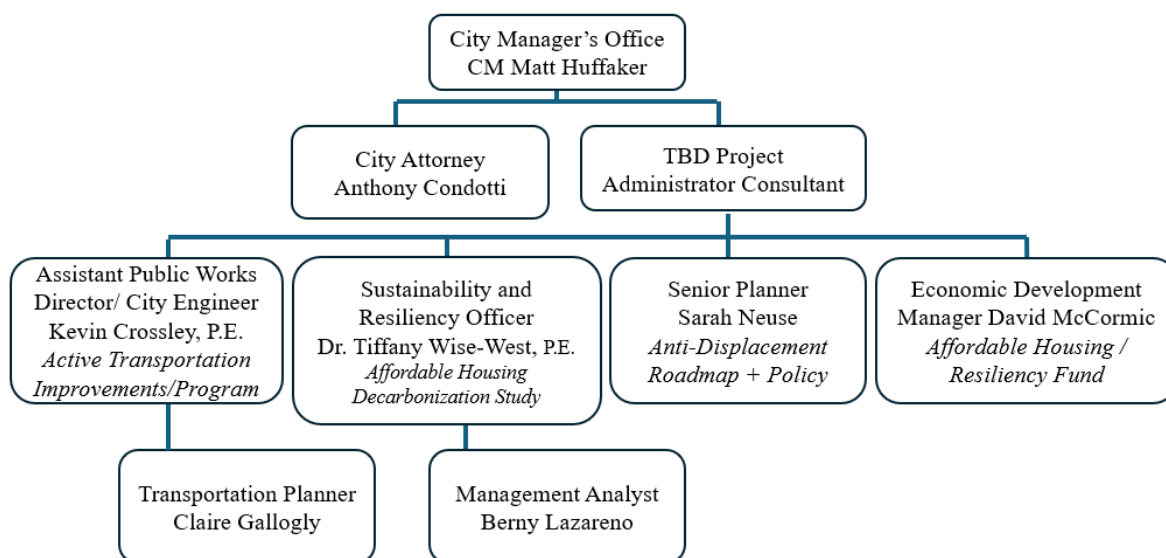 City Manager’s Office
CM Matt Huffaker
City Attorney
Anthony Condotti
TBD Project
Administrator Consultant
Assistant Public Works
Director/ City Engineer
Kevin Crossley, P.E.
Active Transportation
Improvements/Program
Sustainability and
Resiliency Officer
Dr. Tiffany Wise-West, P.E.
Affordable Housing
Decarbonization Study
Senior Planner
Sarah Neuse
Anti-Displacement
Roadmap + Policy
Economic Development
Manager David McCormic
Affordable Housing /
Resiliency Fund
Transportation Planner
Claire Gallogly
Management Analyst
Berny Lazareno